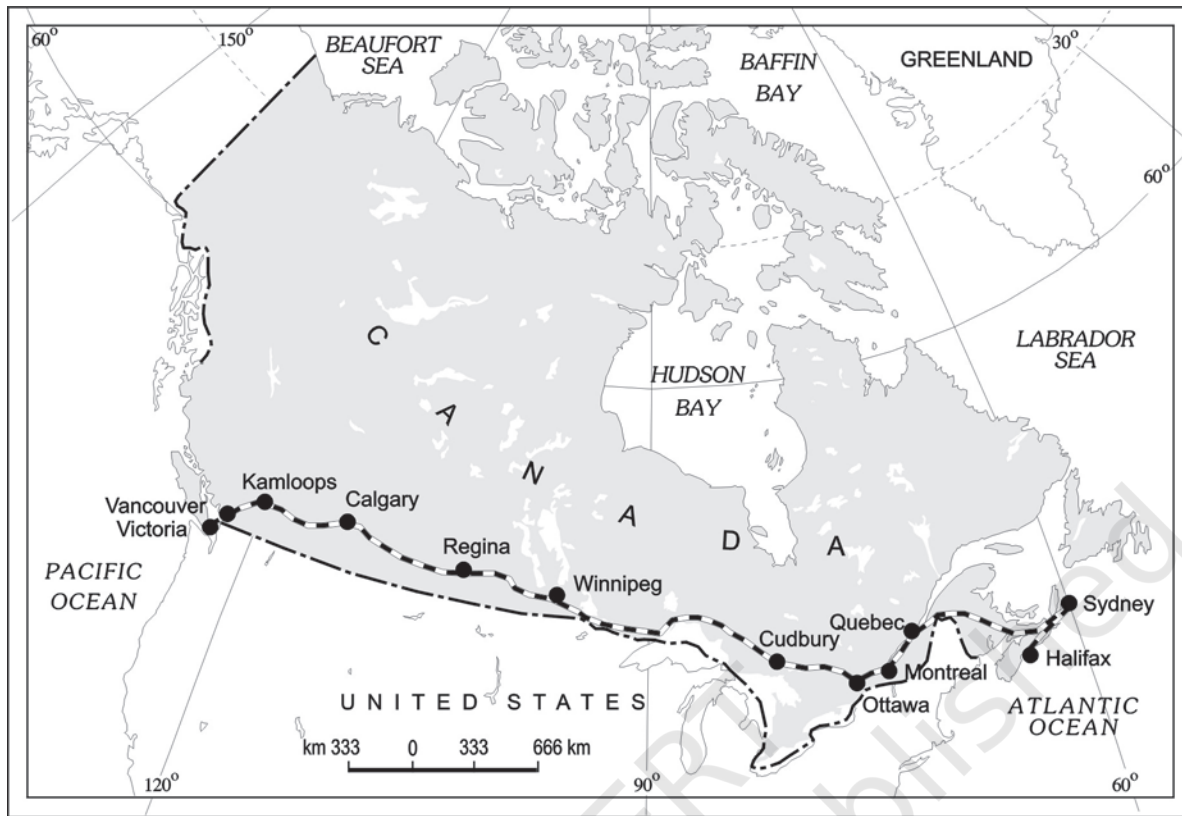 60°
150°
BEAUFORT
SEA
BAFFIN
BAY
GREENLAND
30°
60°
LABRADOR
SEA
HUDSON
BAY
C A N A D A
Kamloops
Vancouver
Victoria
Calgary
Regina
Winnipeg
PACIFIC
OCEAN
Cudbury
Quebec
Sydney
Halifax
Montreal
Ottawa
ATLANTIC
OCEAN
UNITED STATES
km 333 0 333 666 km
120°
90°
60°